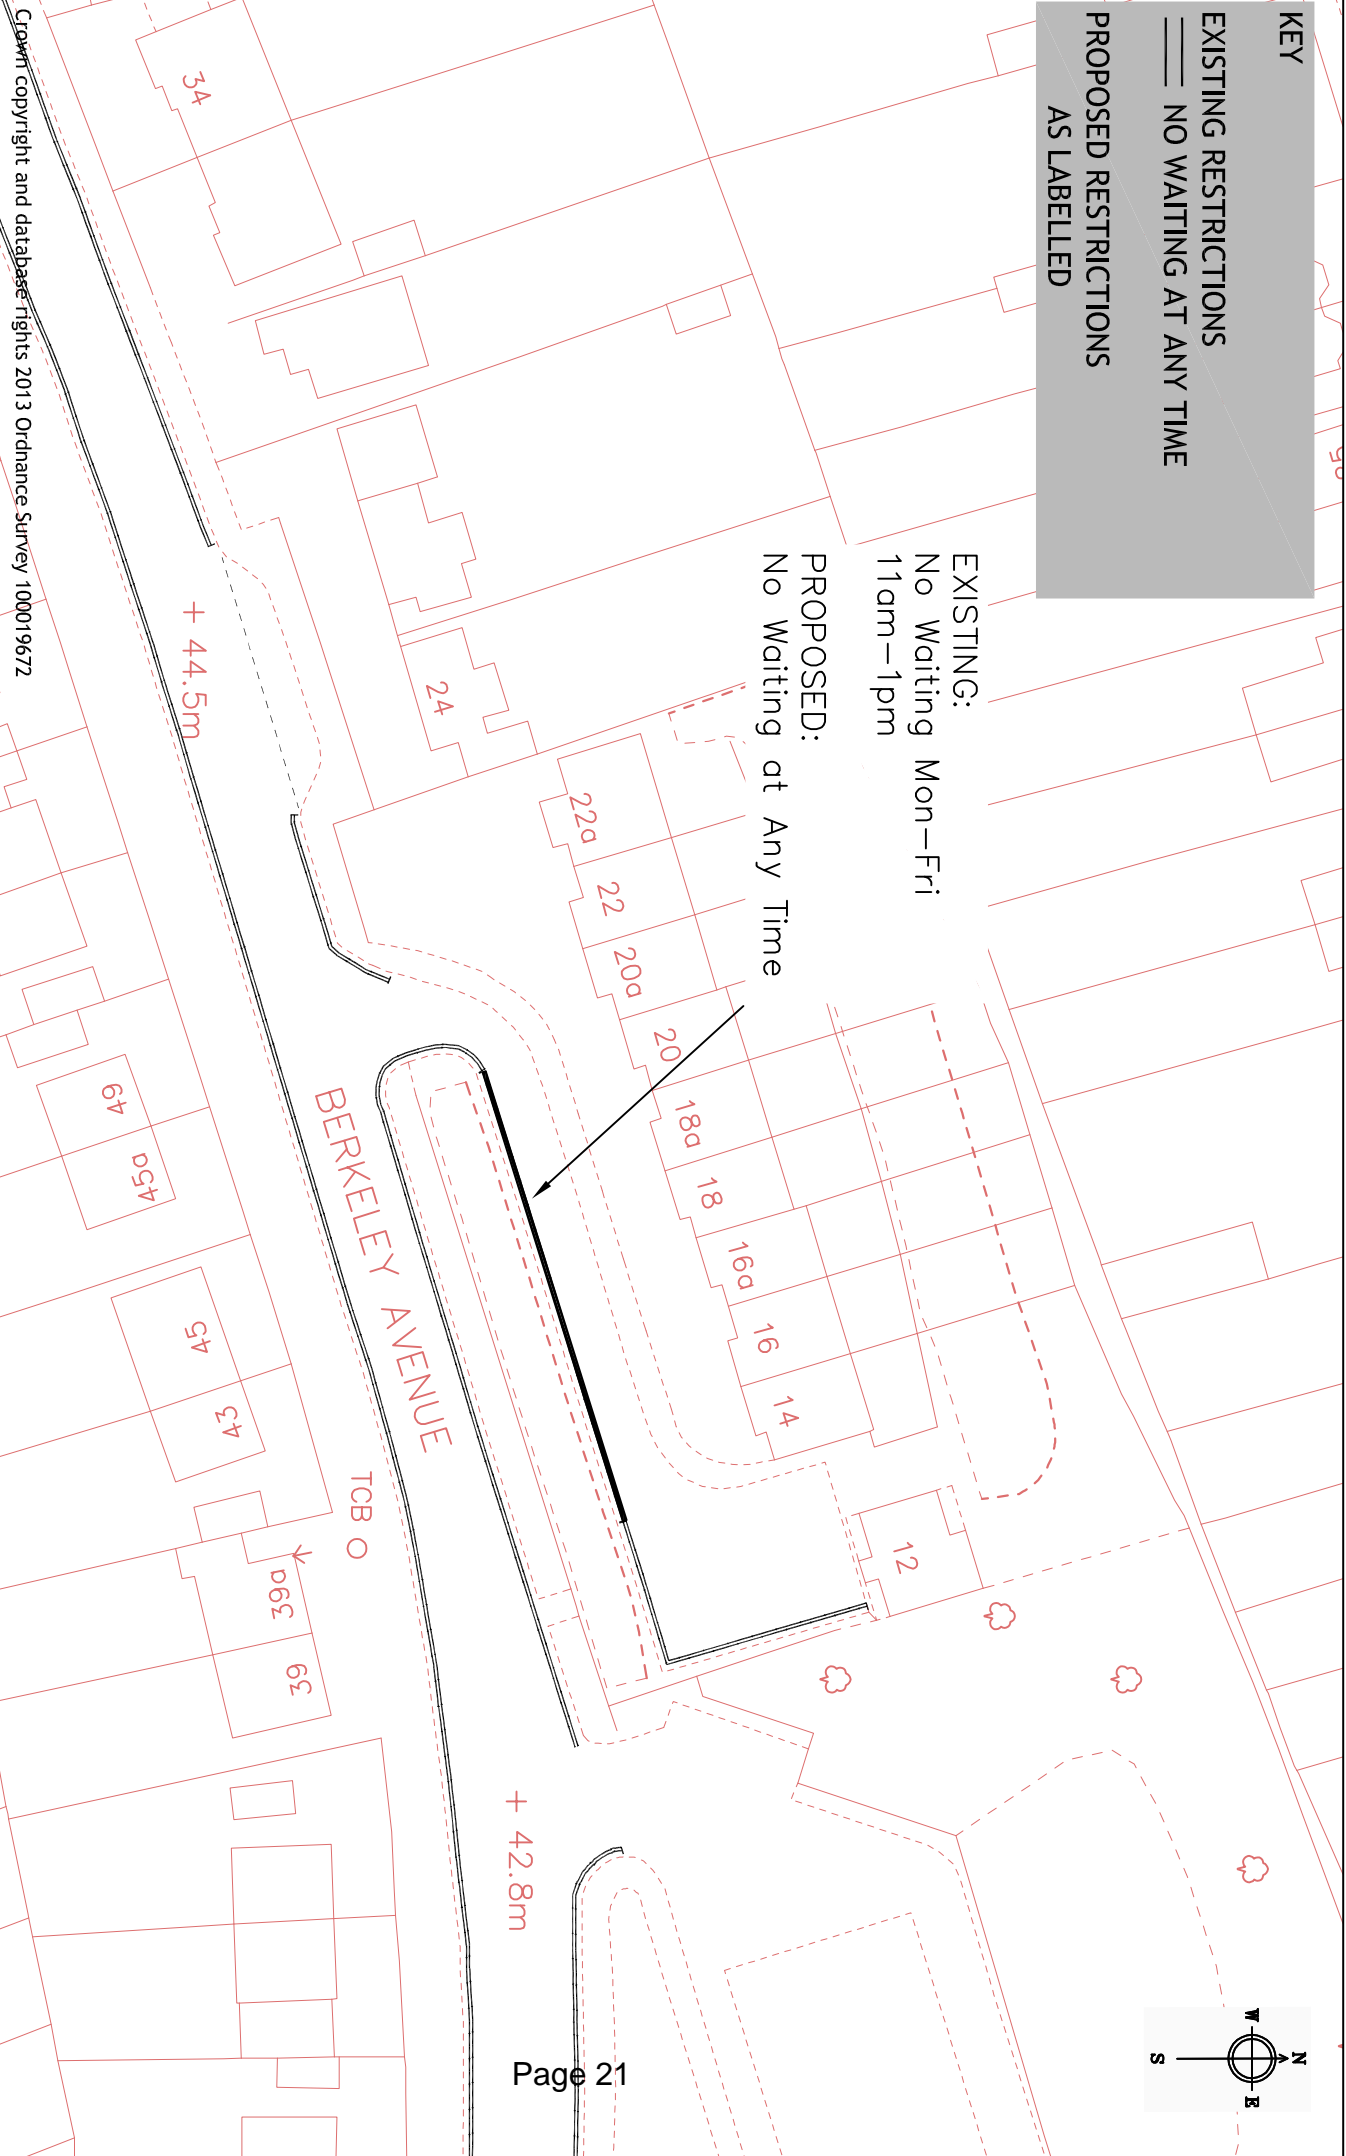 KEY
EXISTING RESTRICTIONS
NO WAITING AT ANY TIME
PROPOSED RESTRICTIONS
AS LABELLED
EXISTING:
No Waiting Mon-Fri
11am-1pm
PROPOSED:
No Waiting at Any Time
34
24
22a
22
20a
20
18a
18
16a
16
14
12
+ 44.5m
BERKELEY AVENUE
49
45a
45
43
TCB
39a
39
+ 42.8m
N
W
E
S
Crown copyright and database rights 2013 Ordnance Survey 100019672
Page 21